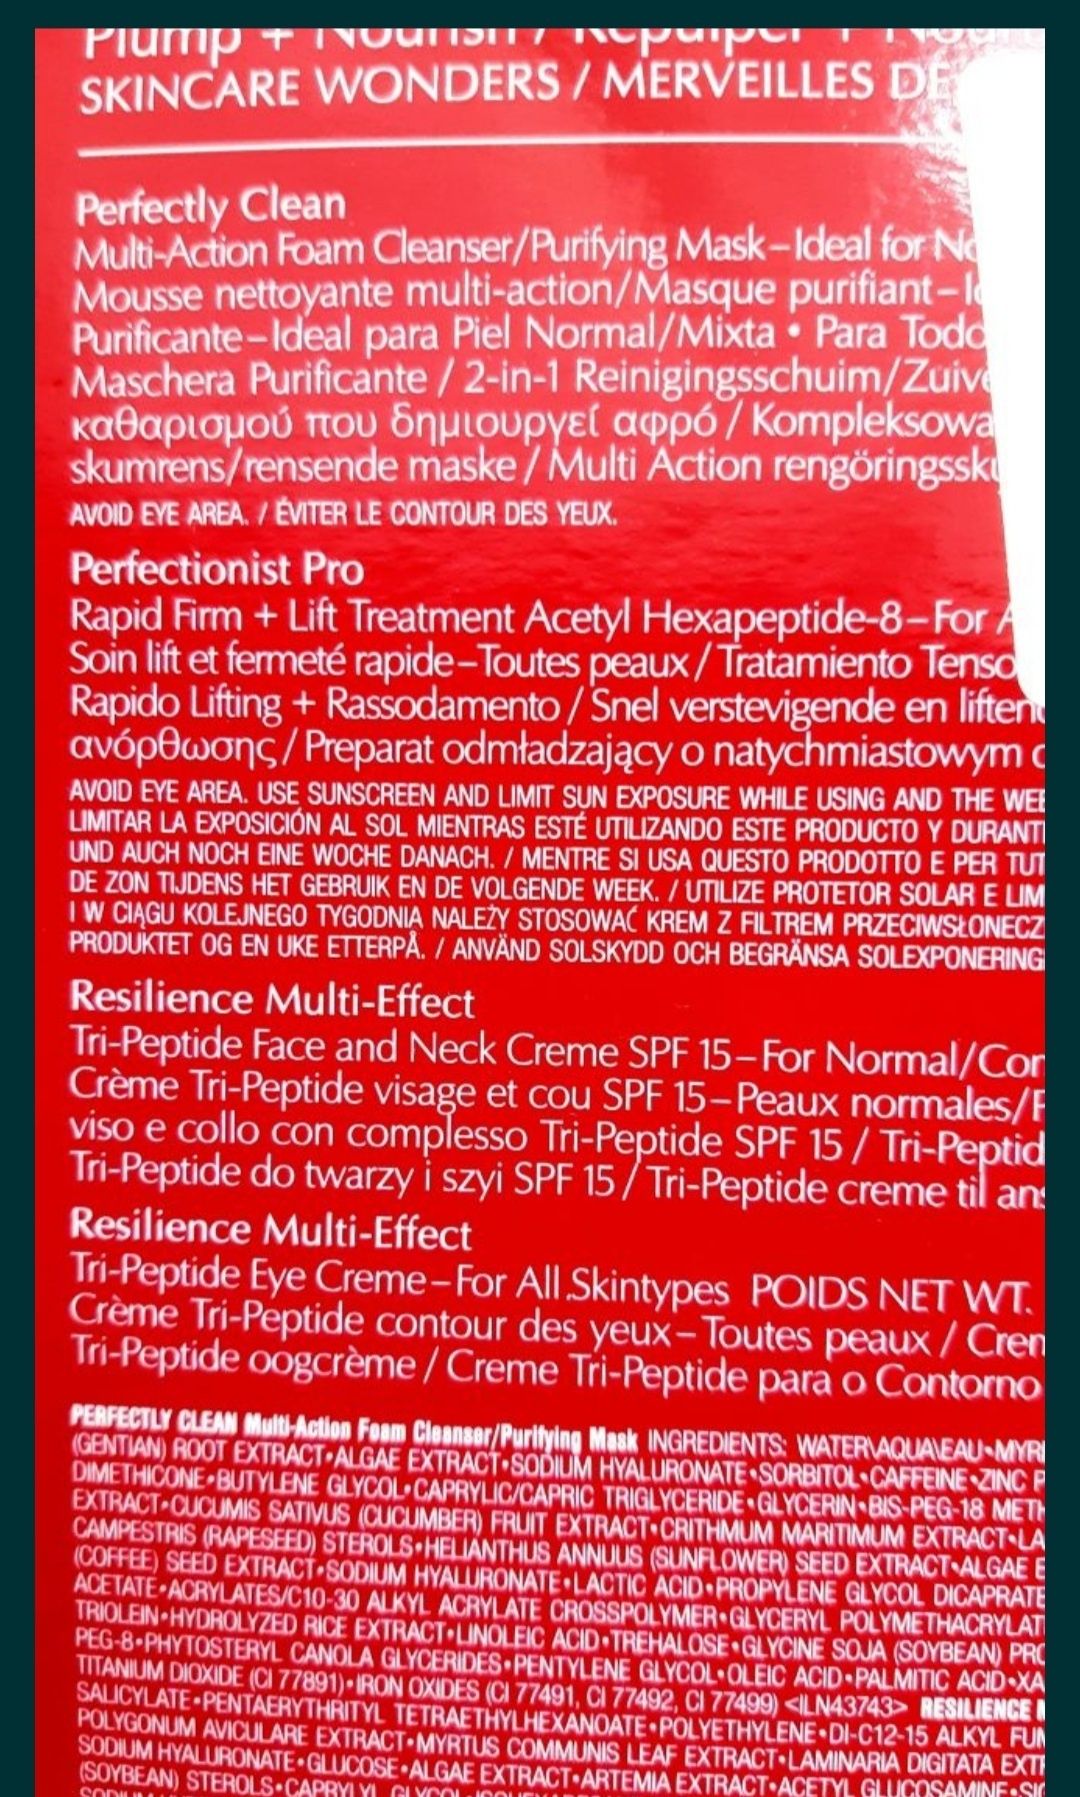 Plump + Nourish / Repulper +
SKINCARE WONDERS / MERVEILLES DE
Perfectly Clean
Multi-Action Foam Cleanser/Purifying Mask–Ideal for
Mousse nettoyante multi-action/Masque purifiant–
Purificante–Ideal para Piel Normal/Mixta • Para
Maschera Purificante / 2-in-1 Reinigingsschuim/
καθαρισμού που δημιουργεί αφρό / Kompleksowa
skumrens/rensende maske / Multi Action
AVOID EYE AREA. / ÉVITER LE CONTOUR DES YEUX.
Perfectionist Pro
Rapid Firm + Lift Treatment Acetyl Hexapeptide-8–For
Soin lift et fermeté rapide–Toutes peaux / Tratamiento
Rapido Lifting + Rassodamento / Snel verstevigende en
ανόρθωσης / Preparat odmładzający o natychmiastowym
AVOID EYE AREA. USE SUNSCREEN AND LIMIT SUN EXPOSURE WHILE USING AND THE
LIMITAR LA EXPOSICIÓN AL SOL MIENTRAS ESTÉ UTILIZANDO ESTE PRODUCTO Y
UND AUCH NOCH EINE WOCHE DANACH. / MENTRE SI USA QUESTO PRODOTTO E PER
DE ZON TIJDENS HET GEBRUIK EN DE VOLGENDE WEEK. / UTILIZE PROTETOR SOLAR E
I W CIĄGU KOLEJNEGO TYGODNIA NALEŻY STOSOWAĆ KREM Z FILTREM
PRODUKTET OG EN UKE ETTERPÅ. / ANVÄND SOLSKYDD OCH BEGRÄNSA
Resilience Multi-Effect
Tri-Peptide Face and Neck Creme SPF 15–For Normal/
Crème Tri-Peptide visage et cou SPF 15–Peaux normales/
viso e collo con complesso Tri-Peptide SPF 15 /
Tri-Peptide do twarzy i szyi SPF 15 / Tri-Peptide creme til
Resilience Multi-Effect
Tri-Peptide Eye Creme–For All Skintypes POIDS NET WT.
Crème Tri-Peptide contour des yeux–Toutes peaux /
Tri-Peptide oogcrème / Creme Tri-Peptide para o Contorno
PERFECTLY CLEAN Multi-Action Foam Cleanser/Purifying Mask INGREDIENTS: WATER\AQUA\EAU•
(GENTIAN) ROOT EXTRACT•ALGAE EXTRACT•SODIUM HYALURONATE•SORBITOL•CAFFEINE•ZINC
DIMETHICONE•BUTYLENE GLYCOL•CAPRYLIC/CAPRIC TRIGLYCERIDE•GLYCERIN•BIS-PEG-18
EXTRACT•CUCUMIS SATIVUS (CUCUMBER) FRUIT EXTRACT•CRITHMUM MARITIMUM EXTRACT•
CAMPESTRIS (RAPESEED) STEROLS•HELIANTHUS ANNUUS (SUNFLOWER) SEED EXTRACT•ALGAE
(COFFEE) SEED EXTRACT•SODIUM HYALURONATE•LACTIC ACID•PROPYLENE GLYCOL DICAPRATE
ACETATE•ACRYLATES/C10-30 ALKYL ACRYLATE CROSSPOLYMER•GLYCERYL
TRIOLEIN•HYDROLYZED RICE EXTRACT•LINOLEIC ACID•TREHALOSE•GLYCINE SOJA (SOYBEAN)
PEG-8•PHYTOSTERYL CANOLA GLYCERIDES•PENTYLENE GLYCOL•OLEIC ACID•PALMITIC ACID•
TITANIUM DIOXIDE (CI 77891)•IRON OXIDES (CI 77491, CI 77492, CI 77499) <ILN43743> RESILIENCE
SALICYLATE•PENTAERYTHRITYL TETRAETHYLHEXANOATE•POLYETHYLENE•DI-C12-15 ALKYL
POLYGONUM AVICULARE EXTRACT•MYRTUS COMMUNIS LEAF EXTRACT•LAMINARIA DIGITATA
SODIUM HYALURONATE•GLUCOSE•ALGAE EXTRACT•ARTEMIA EXTRACT•ACETYL GLUCOSAMINE•
(SOYBEAN) STEROLS•CAPRYLYL GLYCOL•